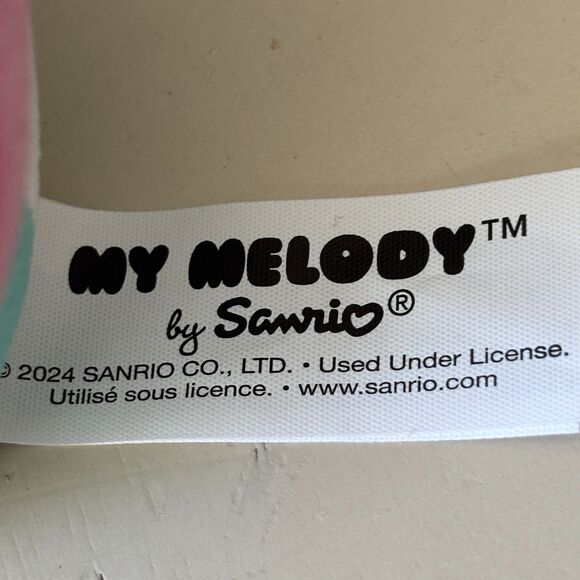 MY MELODY™
by Sanrio®
© 2024 SANRIO CO., LTD. • Used Under License.
Utilisé sous licence. • www.sanrio.com